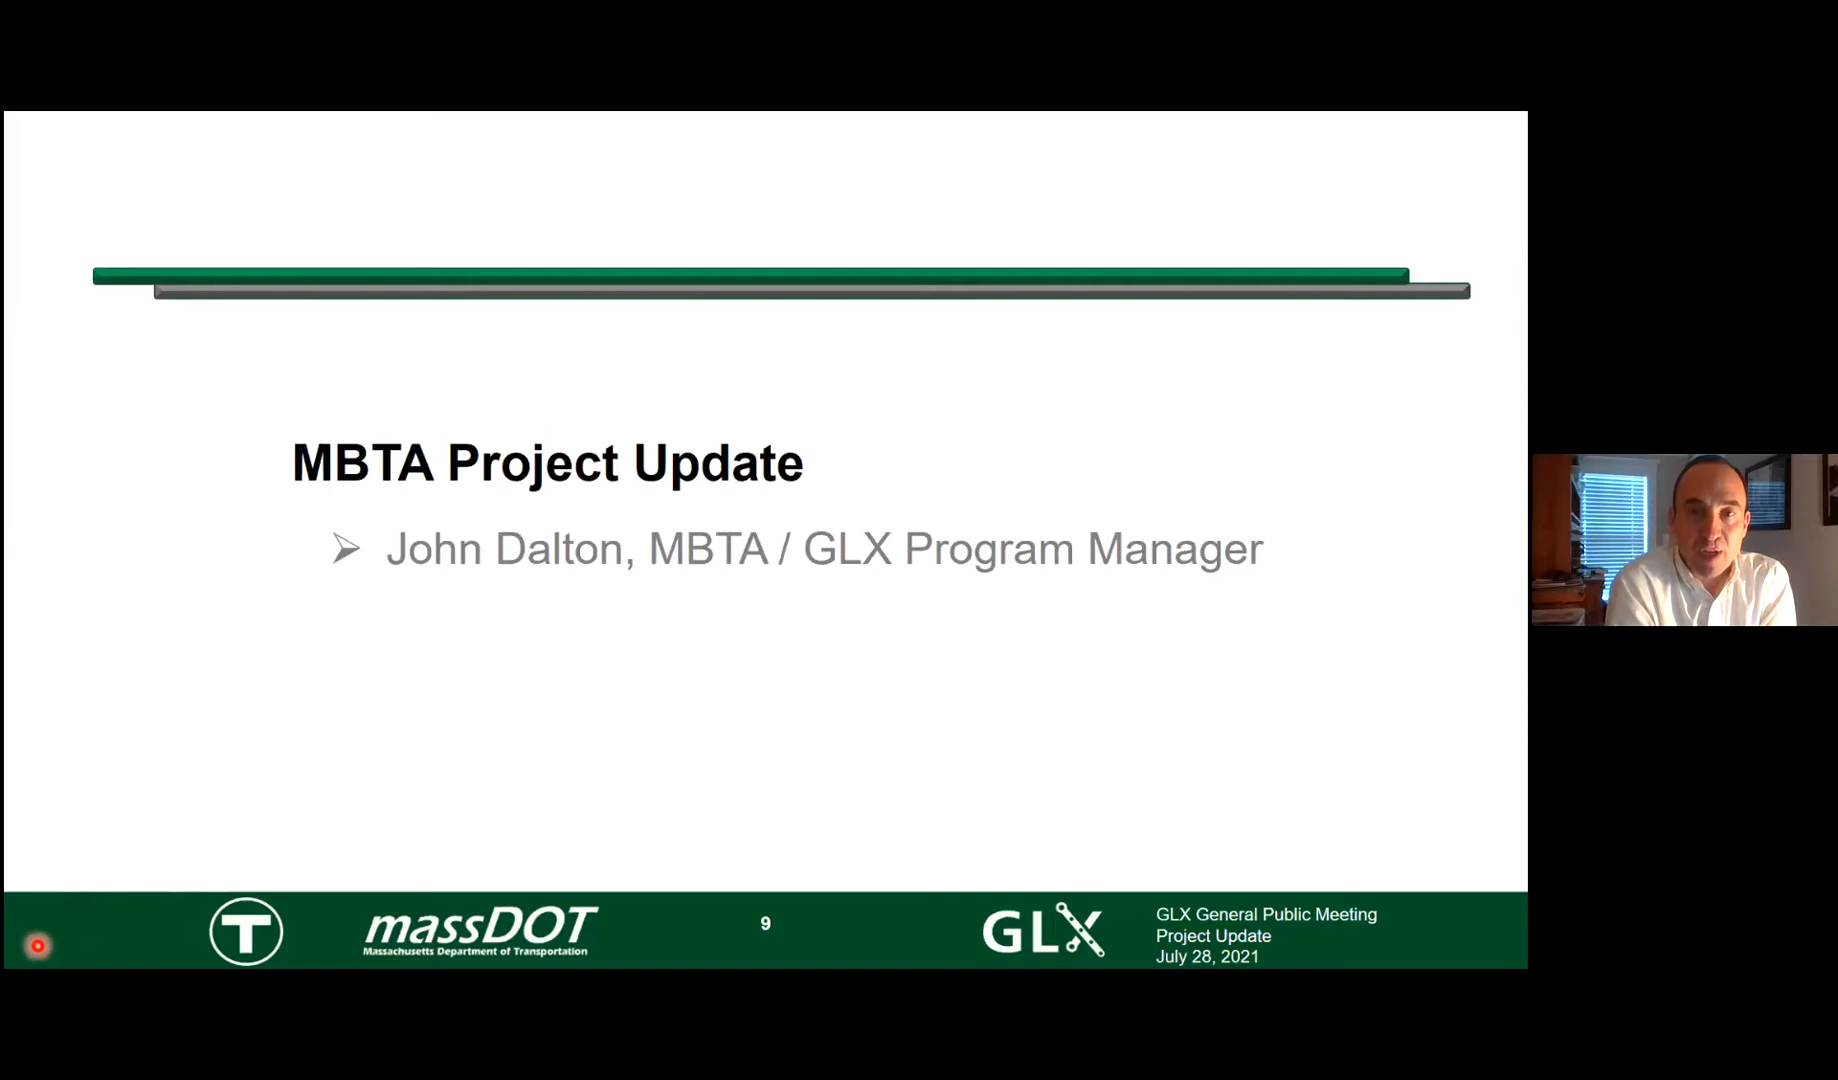 MBTA Project Update
John Dalton, MBTA / GLX Program Manager
T
massDOT
Massachusetts Department of Transportation
9
GLX
GLX General Public Meeting
Project Update
July 28, 2021